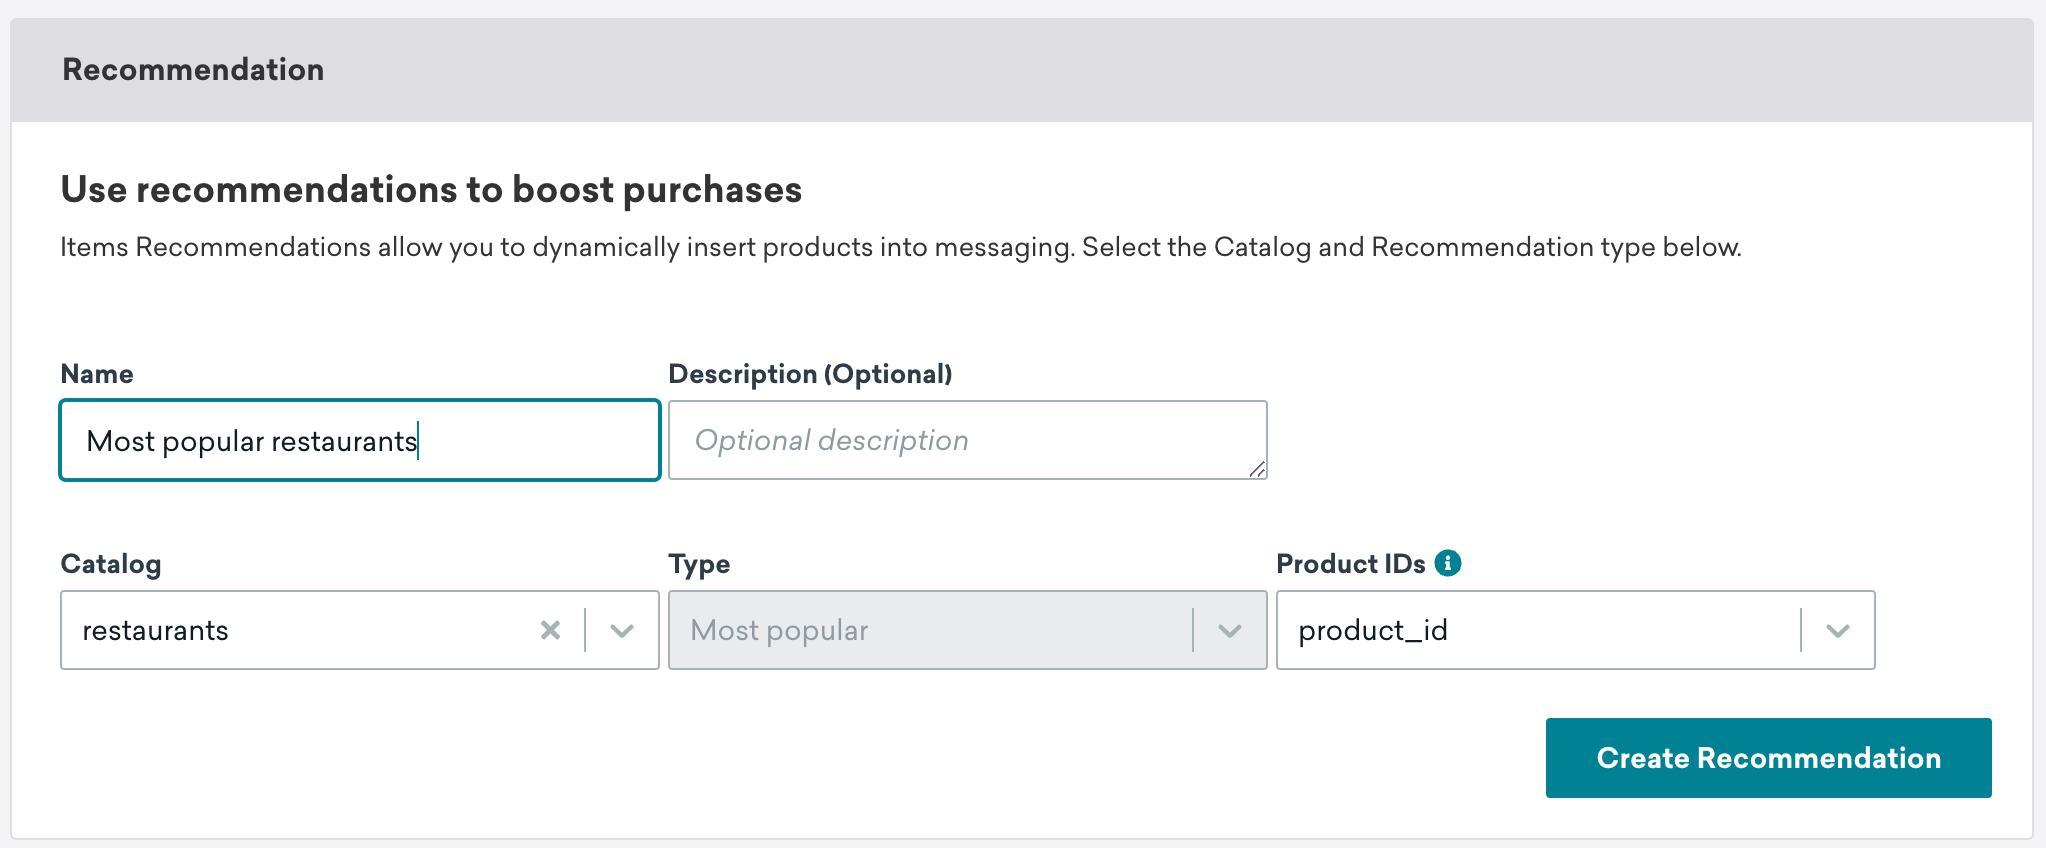 Recommendation
Use recommendations to boost purchases
Items Recommendations allow you to dynamically insert products into messaging. Select the Catalog and Recommendation type below.
Name
Description (Optional)
Most popular restaurants
Optional description
Catalog
Type
Product IDs
restaurants
Most popular
product_id
Create Recommendation